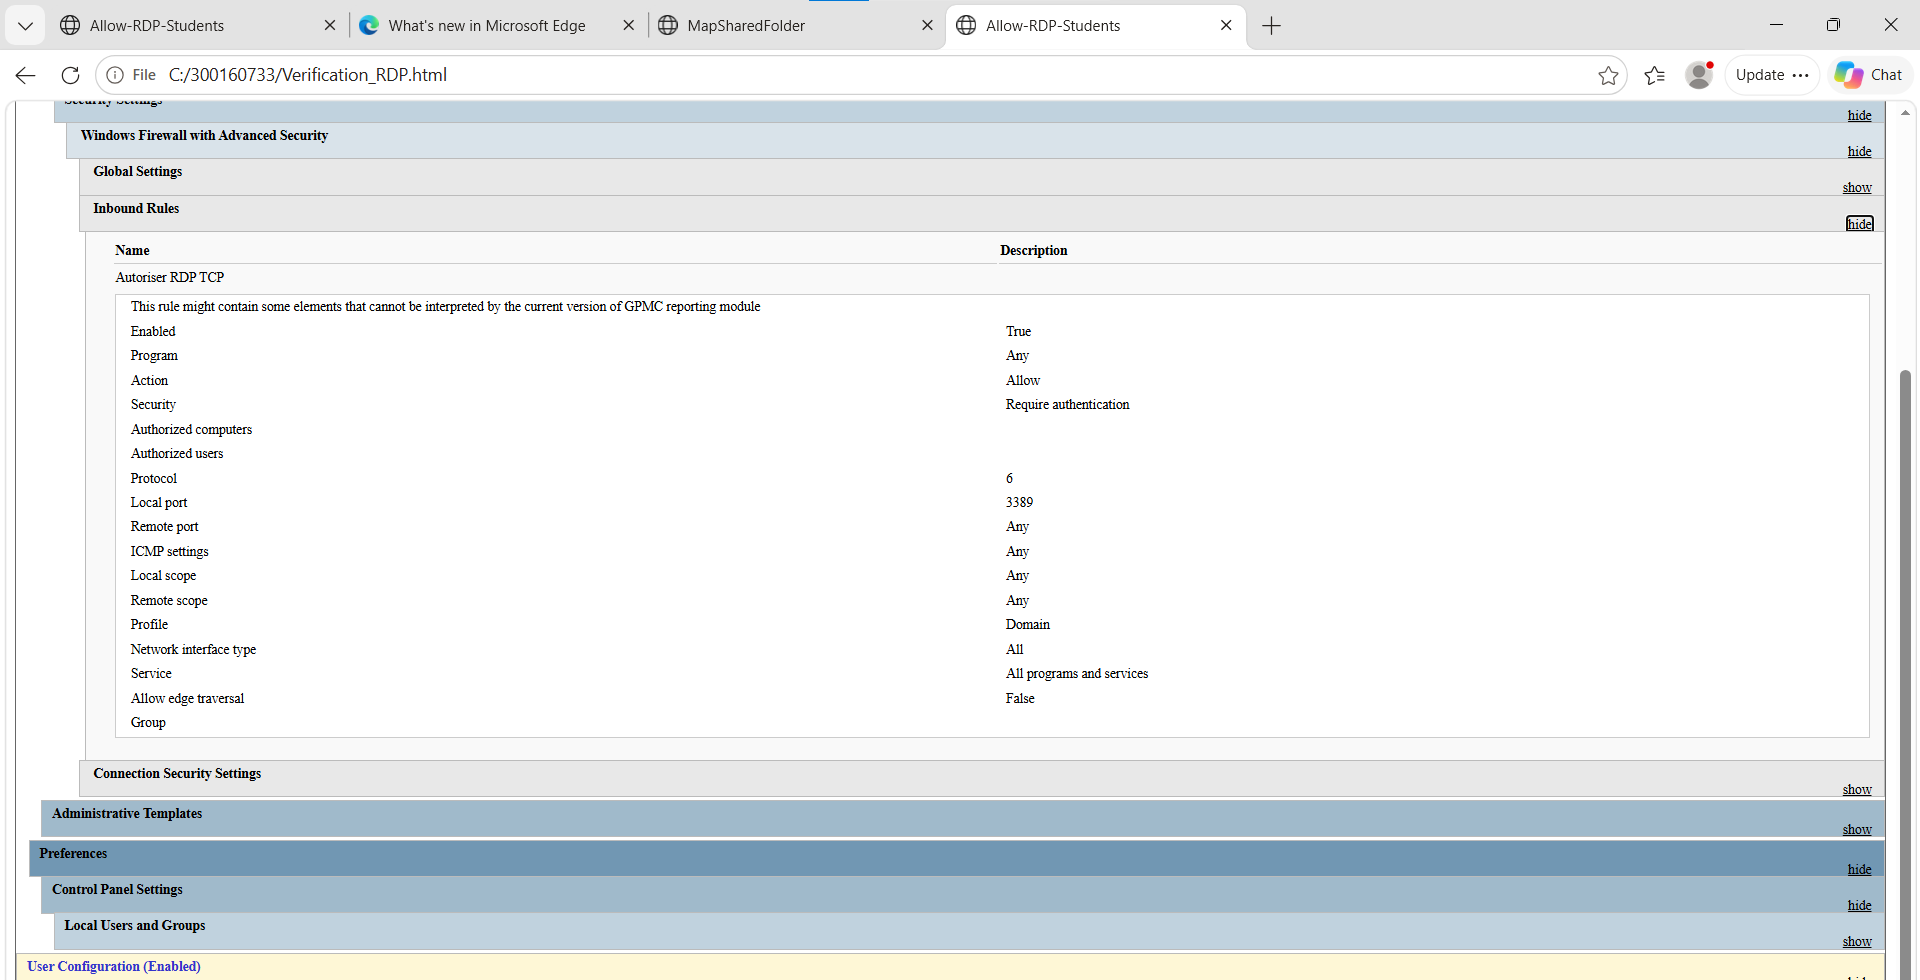 Allow-RDP-Students
What's new in Microsoft Edge
MapSharedFolder
Allow-RDP-Students
File C:/300160733/Verification_RDP.html
Update
Chat
Security Settings
hide
Windows Firewall with Advanced Security
hide
Global Settings
show
Inbound Rules
hide
Name Description
Autoriser RDP TCP
This rule might contain some elements that cannot be interpreted by the current version of GPMC reporting module
Enabled True
Program Any
Action Allow
Security Require authentication
Authorized computers
Authorized users
Protocol 6
Local port 3389
Remote port Any
ICMP settings Any
Local scope Any
Remote scope Any
Profile Domain
Network interface type All
Service All programs and services
Allow edge traversal False
Group
Connection Security Settings
show
Administrative Templates
show
Preferences
hide
Control Panel Settings
hide
Local Users and Groups
show
User Configuration (Enabled)